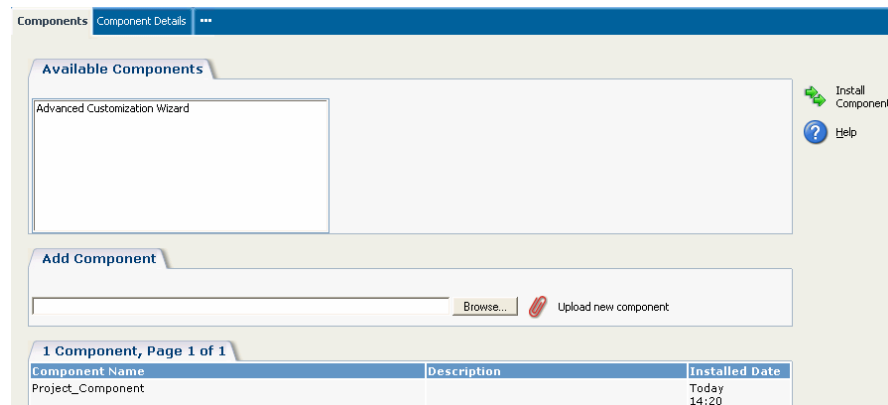 Components Component Details ...
Available Components
Advanced Customization Wizard
Install
Component
Help
Add Component
Browse... Upload new component
1 Component, Page 1 of 1
Component Name Description Installed Date
Project_Component Today
14:20